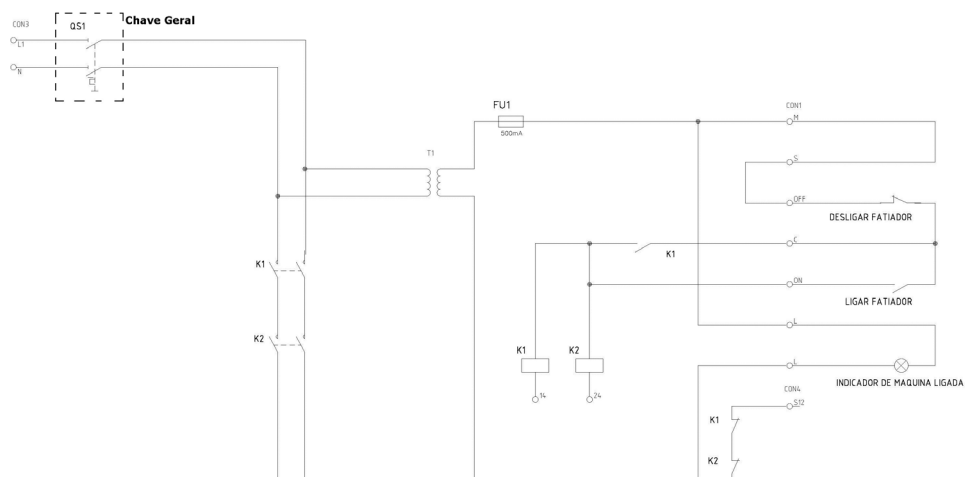 CON3
QS1
Chave Geral
L1
N
FU1
500mA
CON1
M
T1
S
OFF
DESLIGAR FATIADOR
C
K1
K1
ON
LIGAR FATIADOR
L
K2
K1
K2
L
INDICADOR DE MAQUINA LIGADA
14
24
CON4
S12
K1
K2